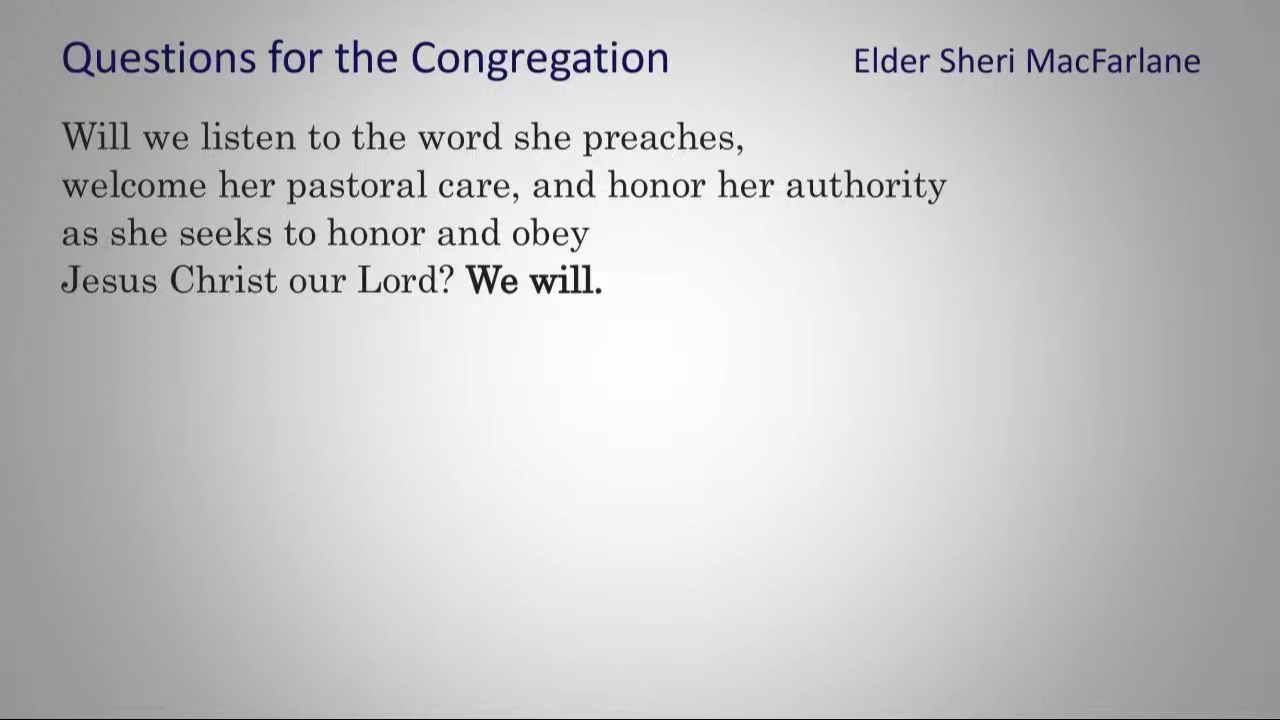 Questions for the Congregation
Elder Sheri MacFarlane
Will we listen to the word she preaches,
welcome her pastoral care, and honor her authority
as she seeks to honor and obey
Jesus Christ our Lord? We will.